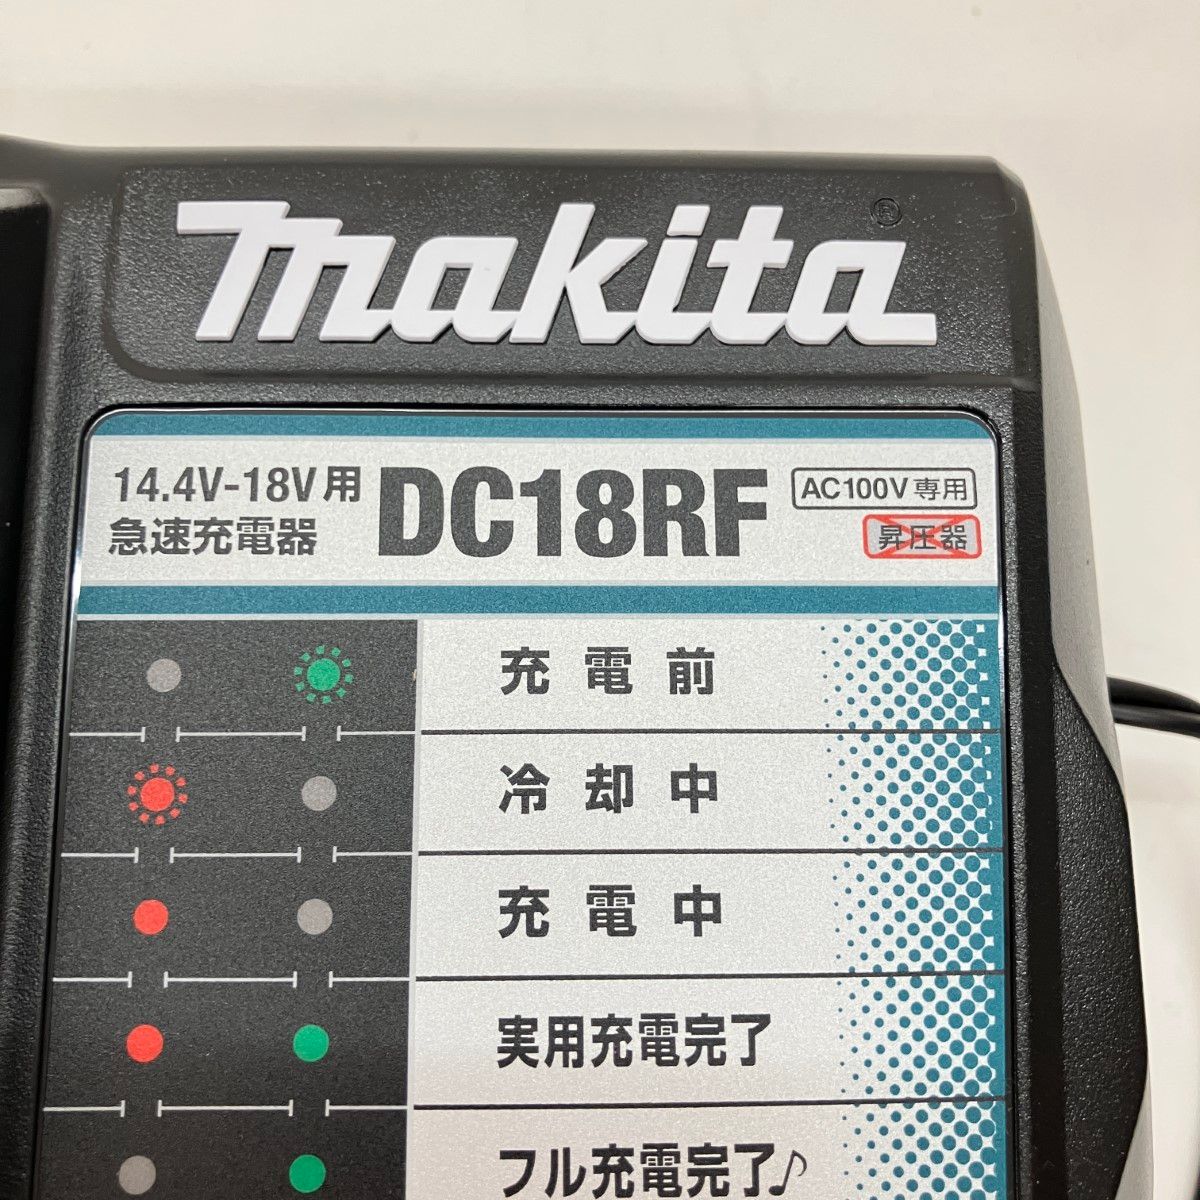 makita®
14.4V-18V用
急速充電器
DC18RF
AC100V専用
昇圧器
充電前
冷却中
充電中
実用充電完了
フル充電完了♪